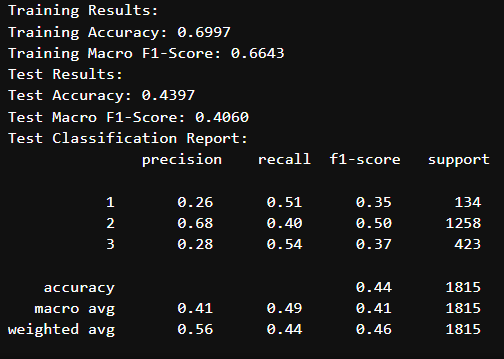 Training Results:
Training Accuracy: 0.6997
Training Macro F1-Score: 0.6643
Test Results:
Test Accuracy: 0.4397
Test Macro F1-Score: 0.4060
Test Classification Report:
precision recall f1-score support
1 0.26 0.51 0.35 134
2 0.68 0.40 0.50 1258
3 0.28 0.54 0.37 423
accuracy 0.44 1815
macro avg 0.41 0.49 0.41 1815
weighted avg 0.56 0.44 0.46 1815